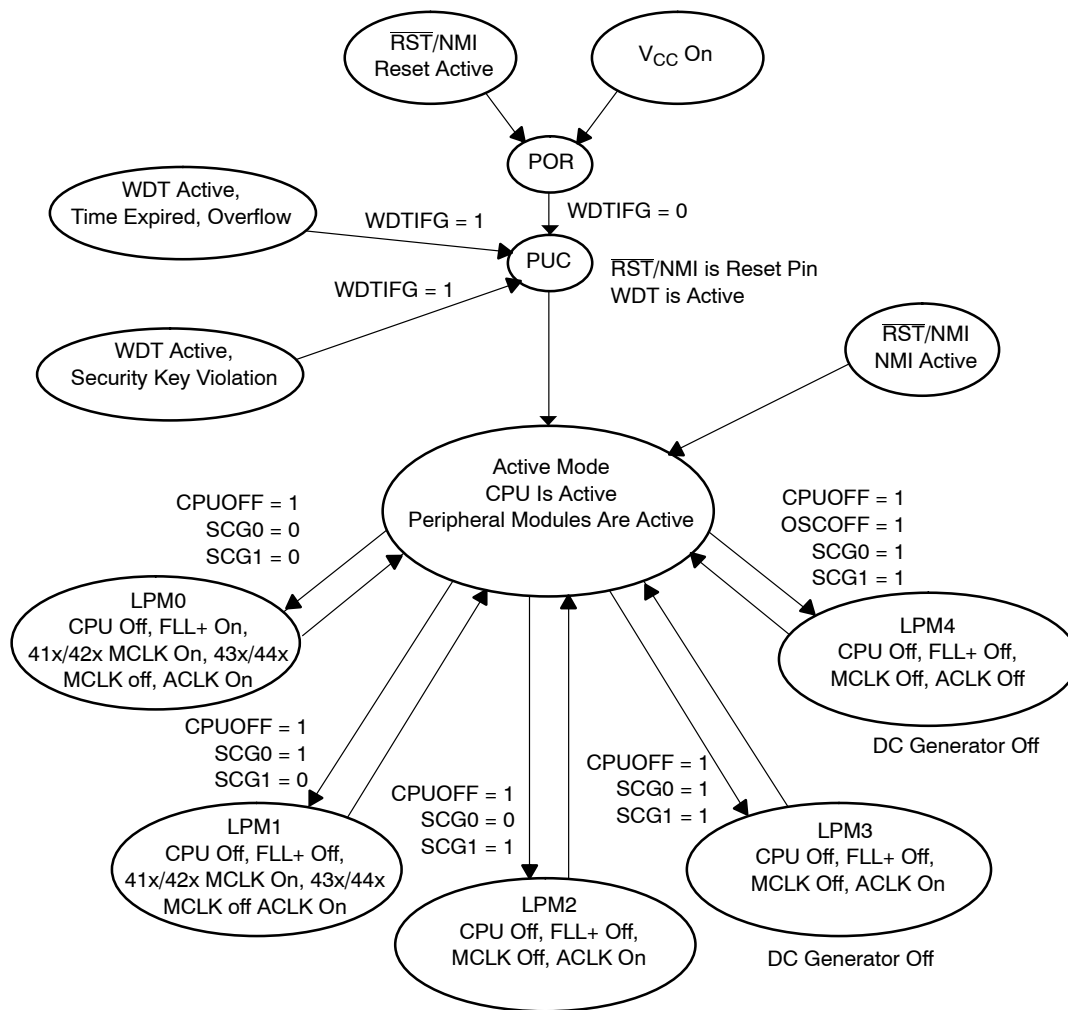 RST/NMI
Reset Active
VCC On
POR
WDTIFG = 0
WDT Active,
Time Expired, Overflow
WDTIFG = 1
PUC
RST/NMI is Reset Pin
WDT is Active
WDTIFG = 1
WDT Active,
Security Key Violation
RST/NMI
NMI Active
Active Mode
CPU Is Active
Peripheral Modules Are Active
CPUOFF = 1
SCG0 = 0
SCG1 = 0
CPUOFF = 1
OSCOFF = 1
SCG0 = 1
SCG1 = 1
LPM0
CPU Off, FLL+ On,
41x/42x MCLK On, 43x/44x
MCLK off, ACLK On
LPM4
CPU Off, FLL+ Off,
MCLK Off, ACLK Off
DC Generator Off
CPUOFF = 1
SCG0 = 1
SCG1 = 0
CPUOFF = 1
SCG0 = 0
SCG1 = 1
CPUOFF = 1
SCG0 = 1
SCG1 = 1
LPM1
CPU Off, FLL+ Off,
41x/42x MCLK On, 43x/44x
MCLK off ACLK On
LPM2
CPU Off, FLL+ Off,
MCLK Off, ACLK On
LPM3
CPU Off, FLL+ Off,
MCLK Off, ACLK On
DC Generator Off